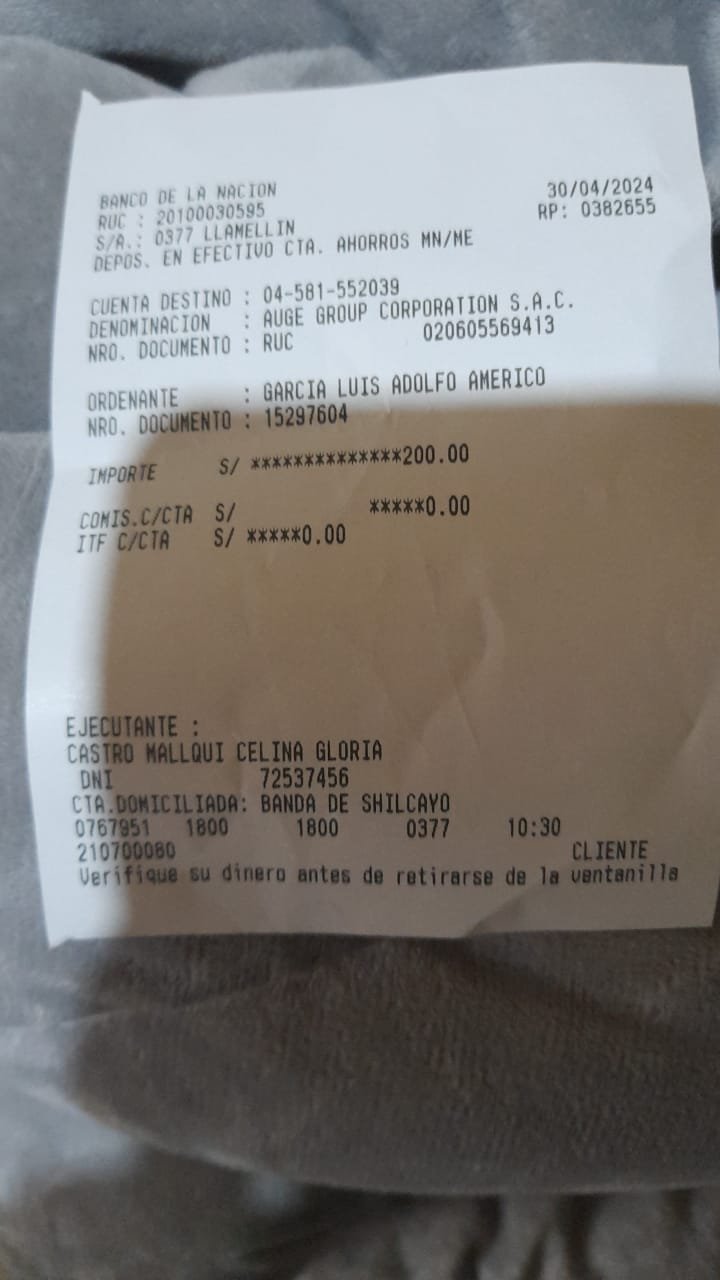 BANCO DE LA NACION 30/04/2024
RUC : 20100030595 RP: 0382655
S/A.: 0377 LLAMELLIN
DEPOS. EN EFECTIVO CTA. AHORROS MN/ME
CUENTA DESTINO : 04-581-552039
DENOMINACION : AUGE GROUP CORPORATION S.A.C.
NRO. DOCUMENTO : RUC 020605569413
ORDENANTE : GARCIA LUIS ADOLFO AMERICO
NRO. DOCUMENTO : 15297604
IMPORTE S/ **************200.00
COMIS.C/CTA S/ *****0.00
ITF C/CTA S/ *****0.00
EJECUTANTE :
CASTRO MALLQUI CELINA GLORIA
DNI 72537456
CTA.DOMICILIADA: BANDA DE SHILCAYO
0767951 1800 1800 0377 10:30
210700080 CLIENTE
Verifique su dinero antes de retirarse de la ventanilla